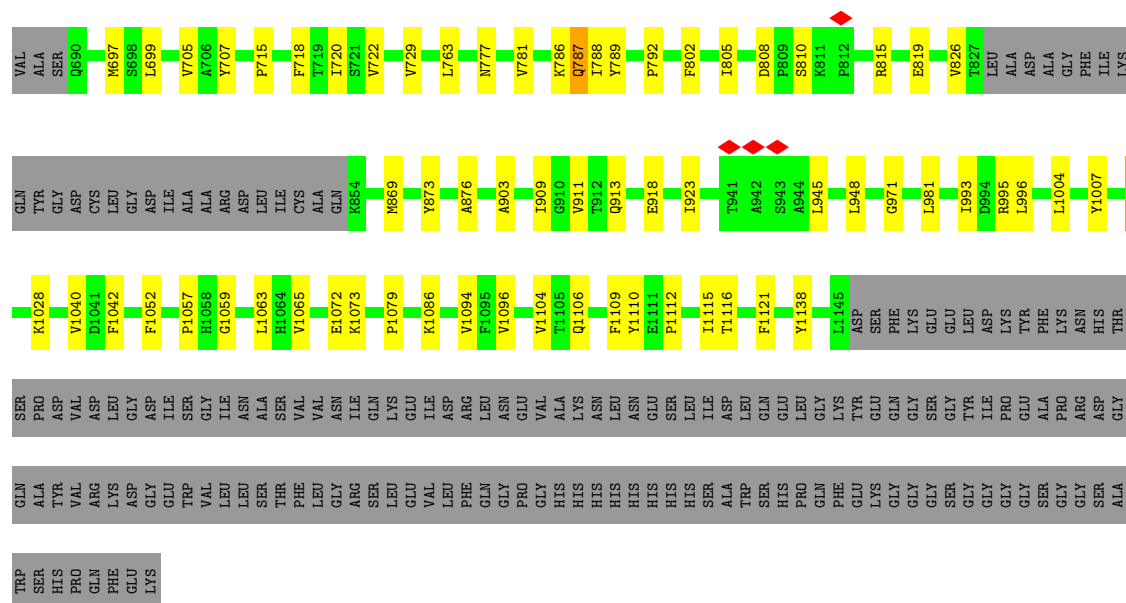 VAL ALA SER Q690 M697 S698 L699 V705 A706 Y707 P715 F718 T719 I720 S721 V722 V729 L763 N777 V781 K786 Q787 I788 Y789 P792 F802 I805 D808 P809 S810 K811 P812 R815 E819 V826 T827 LEU ALA ASP ALA GLY PHE ILE LYS
GLN TYR GLY ASP CYS LEU GLY ASP ILE ALA ALA ARG ASP LEU ILE CYS ALA GLN K854 M869 Y873 A876 A903 I909 G910 V911 T912 Q913 E918 I923 T941 A942 S943 A944 L945 L948 G971 L981 I993 D994 R995 L996 L1004 Y1007
K1028 V1040 D1041 F1042 F1052 P1057 H1058 G1059 L1063 H1064 V1065 E1072 K1073 P1079 K1086 V1094 F1095 V1096 V1104 T1105 Q1106 F1109 Y1110 E1111 P1112 I1115 T1116 F1121 Y1138 L1145 ASP SER PHE LYS GLU GLU LEU ASP LYS TYR PHE LYS ASN HIS THR
SER PRO ASP VAL ASP LEU GLY ASP ILE SER GLY ILE ASN ALA SER VAL VAL ASN ILE GLN LYS GLU ILE ASP ARG LEU ASN GLU VAL ALA LYS ASN LEU ASN GLU SER LEU ILE ASP LEU GLN GLU LEU GLY LYS TYR GLU GLN GLY SER GLY TYR ILE PRO GLU ALA PRO ARG ASP GLY
GLN ALA TYR VAL ARG LYS ASP GLY GLU TRP VAL LEU LEU SER THR PHE LEU GLY ARG SER LEU GLU VAL LEU PHE GLN GLY PRO GLY HIS HIS HIS HIS HIS HIS HIS HIS SER ALA TRP SER HIS PRO GLN PHE GLU LYS GLY GLY GLY SER GLY GLY GLY GLY SER GLY GLY SER ALA
TRP SER HIS PRO GLN PHE GLU LYS